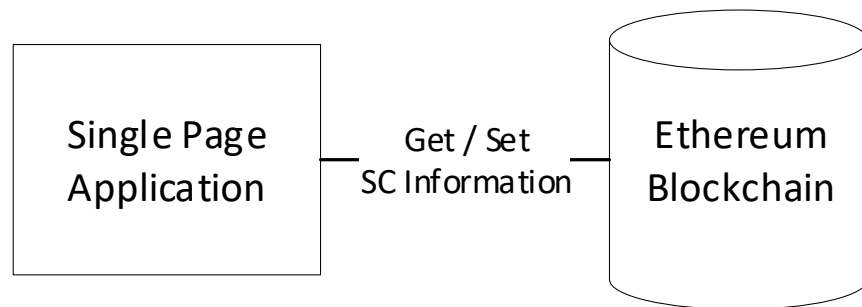 Single Page
Application
Get / Set
SC Information
Ethereum
Blockchain